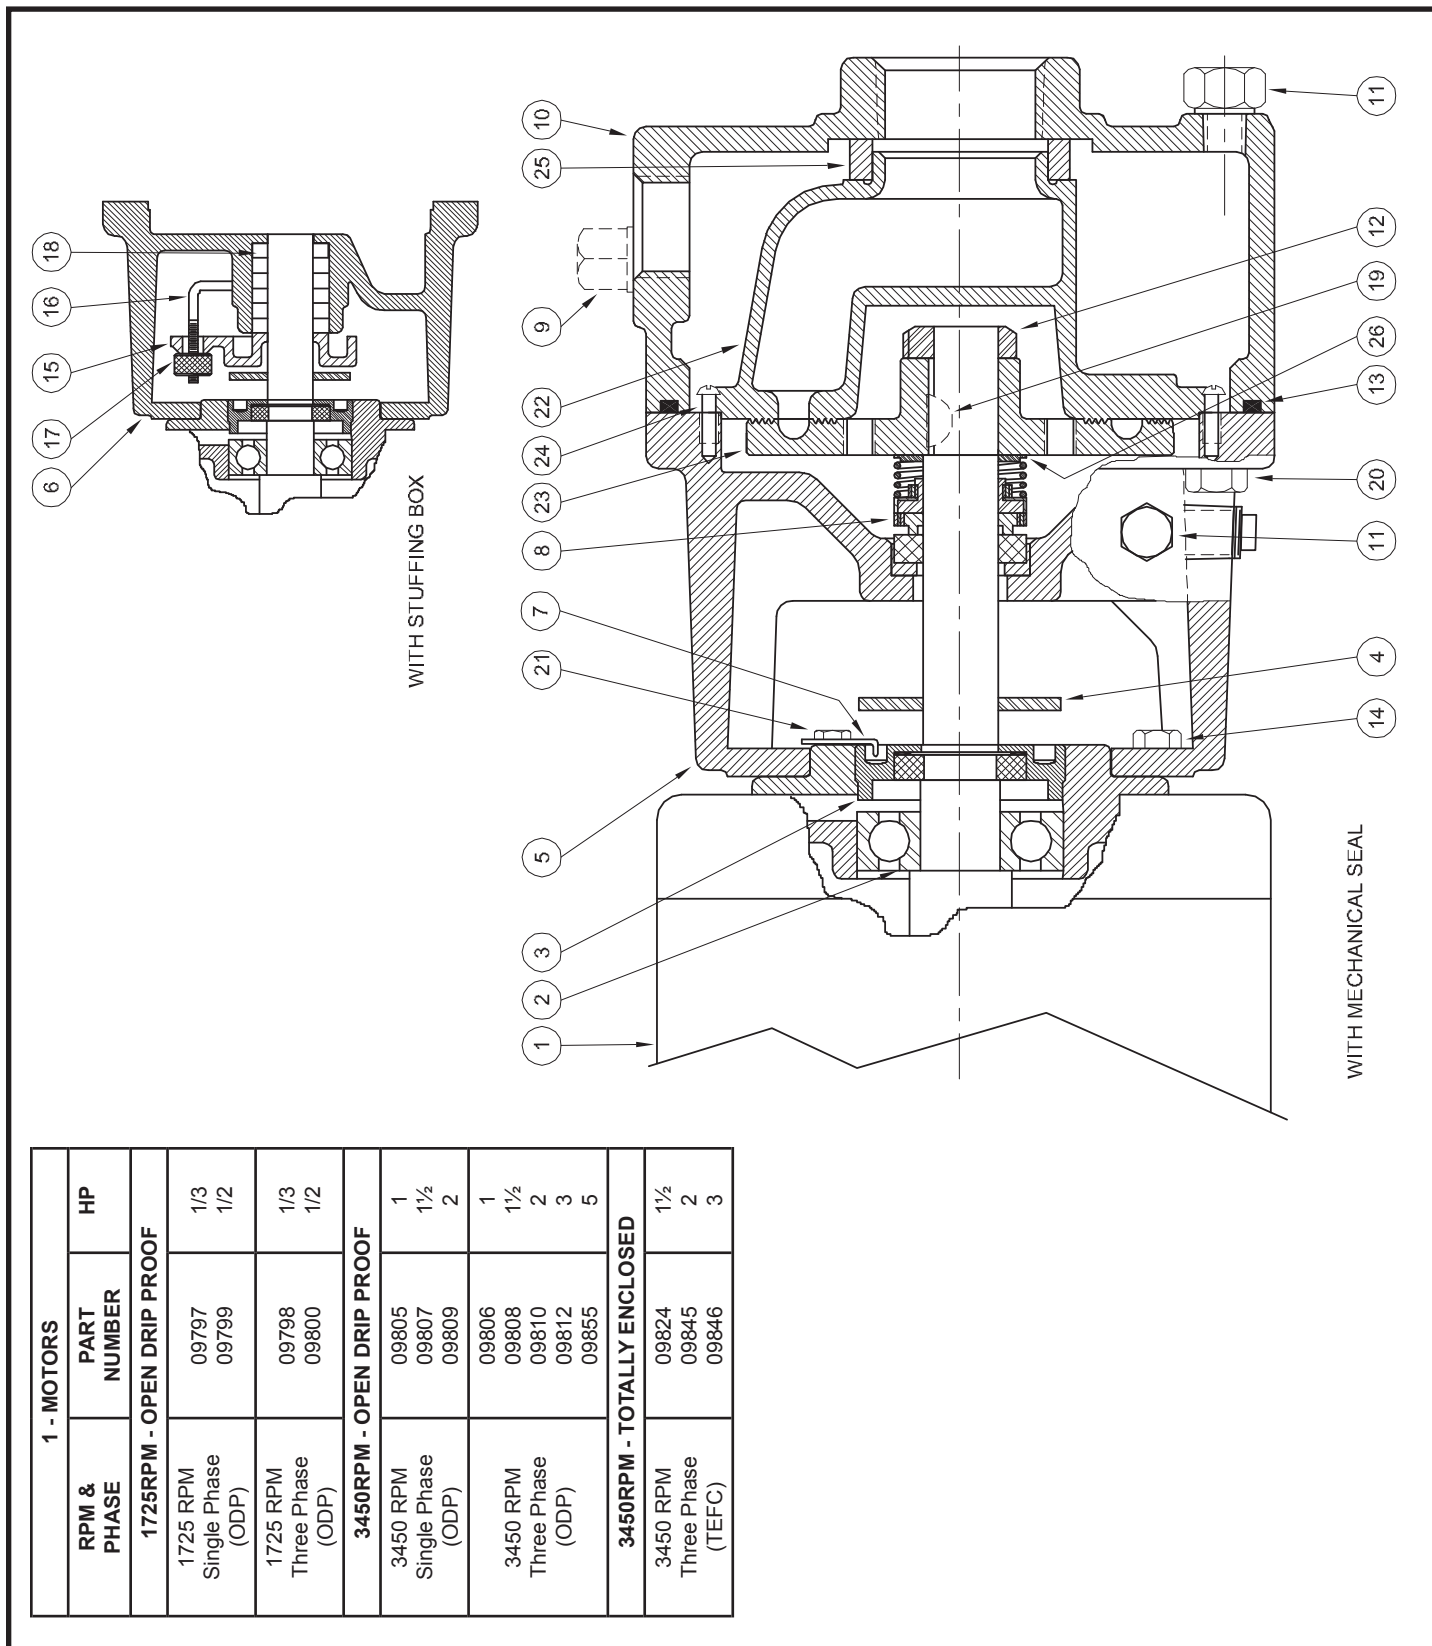 1 - MOTORS
RPM & PHASE PART NUMBER HP
1725RPM - OPEN DRIP PROOF
1725 RPM
Single Phase
(ODP)
09797 1/3
09799 1/2
1725 RPM
Three Phase
(ODP)
09798 1/3
09800 1/2
3450RPM - OPEN DRIP PROOF
3450 RPM
Single Phase
(ODP)
09805 1
09807 1½
09809 2
3450 RPM
Three Phase
(ODP)
09806 1
09808 1½
09810 2
09812 3
09855 5
3450RPM - TOTALLY ENCLOSED
3450 RPM
Three Phase
(TEFC)
09824 1½
09845 2
09846 3
6
17
15
16
18
WITH STUFFING BOX
1
2
3
5
21
7
8
23
24
22
9
25
10
14
4
11
20
13
26
19
12
11
WITH MECHANICAL SEAL